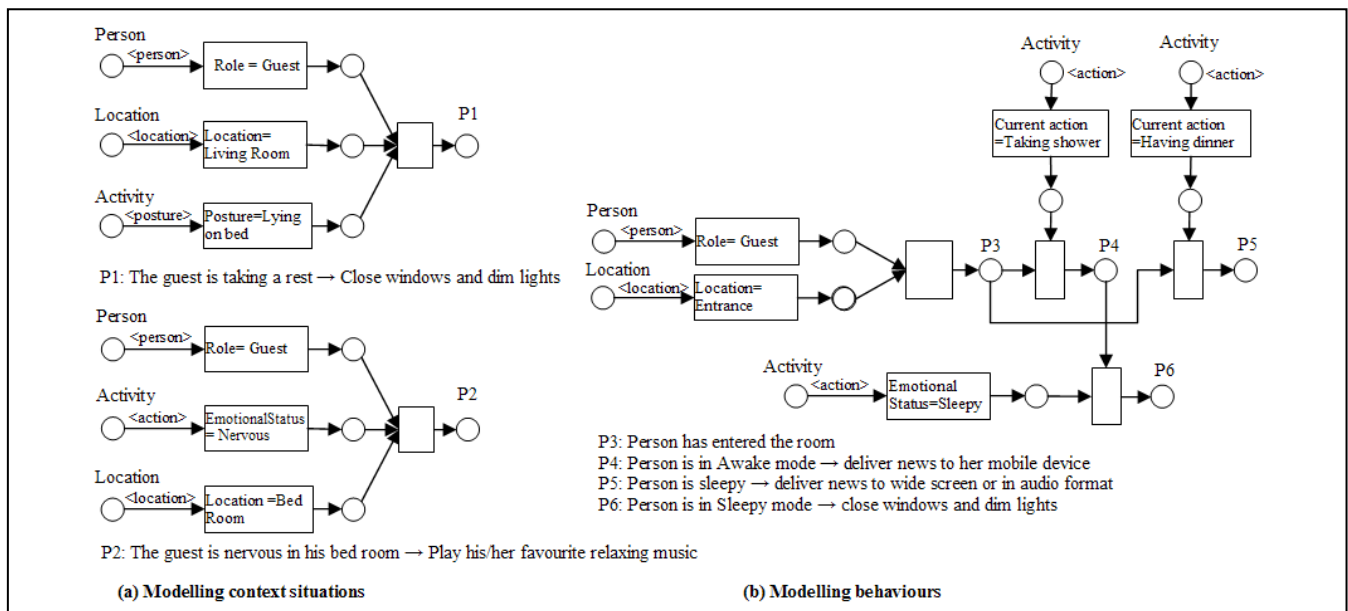 Person
<person>
Role = Guest
Location
<location>
Location=
Living Room
P1
Activity
<posture>
Posture=Lying
on bed
P1: The guest is taking a rest → Close windows and dim lights
Person
<person>
Role= Guest
Activity
<action>
EmotionalStatus
= Nervous
P2
Location
<location>
Location =Bed
Room
P2: The guest is nervous in his bed room → Play his/her favourite relaxing music
(a) Modelling context situations
Activity
<action>
Current action
=Taking shower
Activity
<action>
Current action
=Having dinner
Person
<person>
Role= Guest
Location
<location>
Location=
Entrance
P3
P4
P5
Activity
<action>
Emotional
Status=Sleepy
P6
P3: Person has entered the room
P4: Person is in Awake mode → deliver news to her mobile device
P5: Person is sleepy → deliver news to wide screen or in audio format
P6: Person is in Sleepy mode → close windows and dim lights
(b) Modelling behaviours